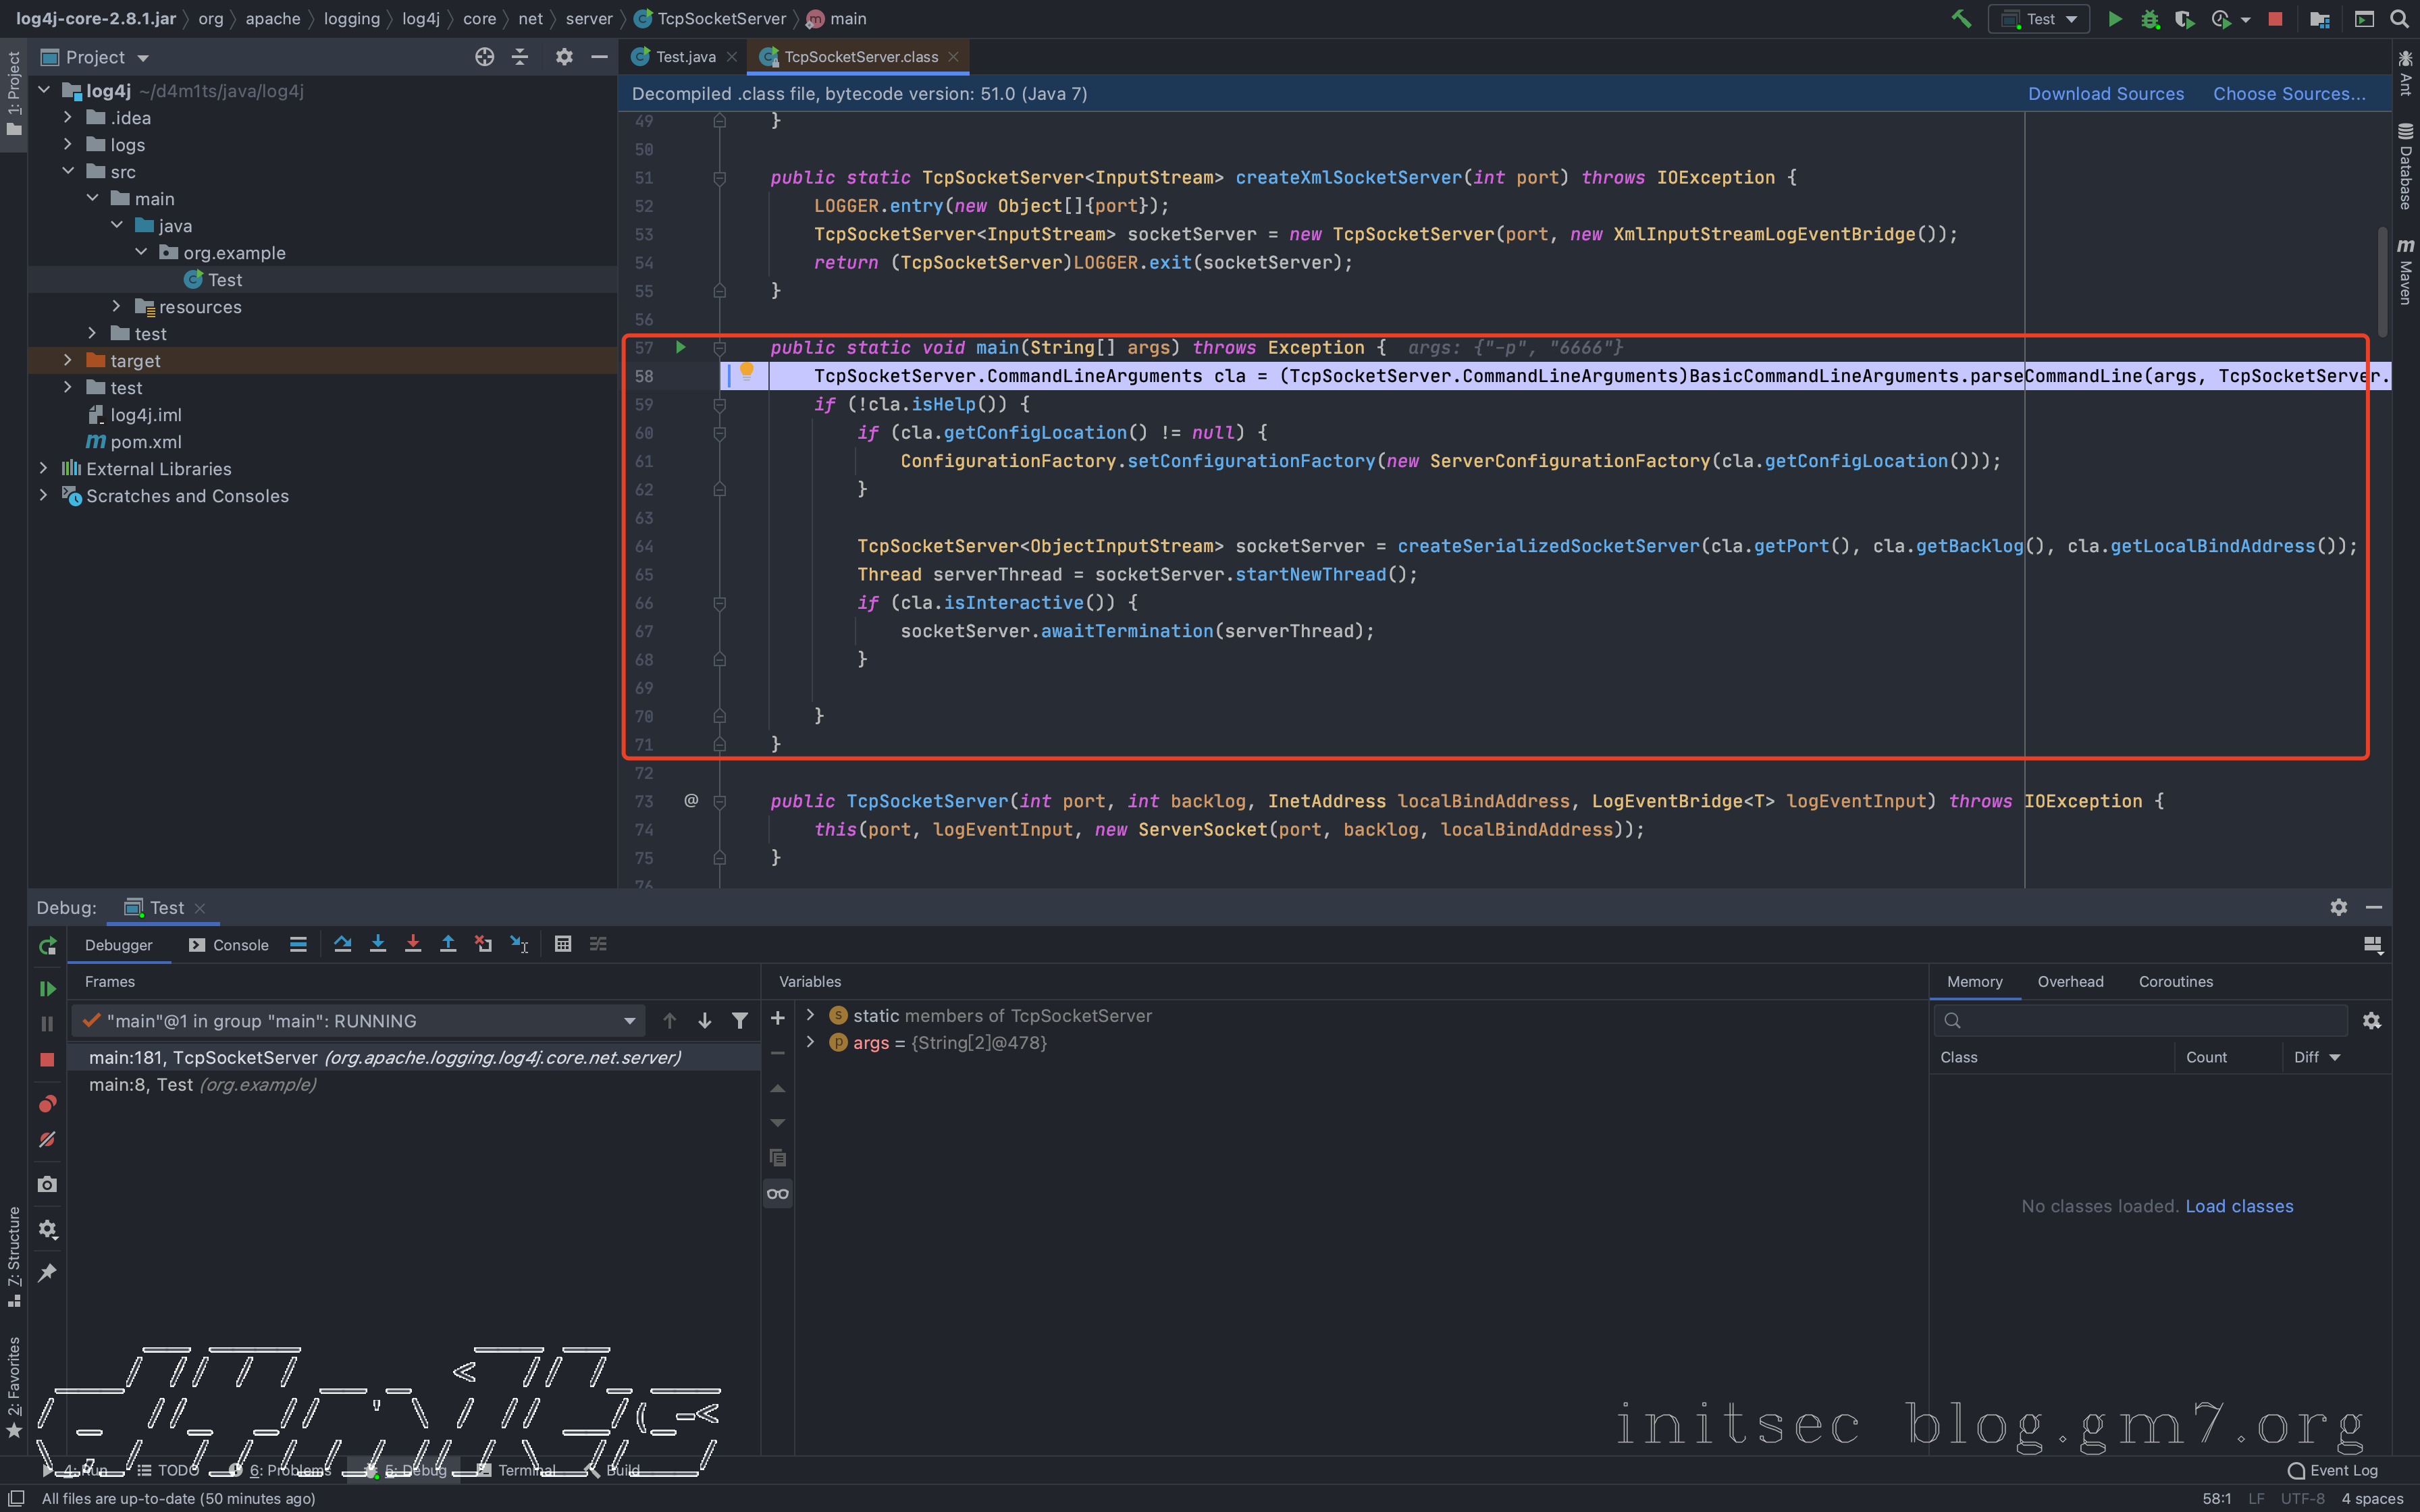 log4j-core-2.8.1.jar org apache logging log4j core net server TcpSocketServer main
Test
Project
Test.java
TcpSocketServer.class
1: Project
log4j ~/d4m1ts/java/log4j
.idea
logs
src
main
java
org.example
Test
resources
test
target
test
log4j.iml
pom.xml
External Libraries
Scratches and Consoles
Decompiled .class file, bytecode version: 51.0 (Java 7)
Download Sources
Choose Sources...
Ant
Database
Maven
49 }
50
51 public static TcpSocketServer<InputStream> createXmlSocketServer(int port) throws IOException {
52 LOGGER.entry(new Object[]{port});
53 TcpSocketServer<InputStream> socketServer = new TcpSocketServer(port, new XmlInputStreamLogEventBridge());
54 return (TcpSocketServer)LOGGER.exit(socketServer);
55 }
56
57 public static void main(String[] args) throws Exception { args: {"-p", "6666"}
58 TcpSocketServer.CommandLineArguments cla = (TcpSocketServer.CommandLineArguments)BasicCommandLineArguments.parseCommandLine(args, TcpSocketServer.
59 if (!cla.isHelp()) {
60 if (cla.getConfigLocation() != null) {
61 ConfigurationFactory.setConfigurationFactory(new ServerConfigurationFactory(cla.getConfigLocation()));
62 }
63
64 TcpSocketServer<ObjectInputStream> socketServer = createSerializedSocketServer(cla.getPort(), cla.getBacklog(), cla.getLocalBindAddress());
65 Thread serverThread = socketServer.startNewThread();
66 if (cla.isInteractive()) {
67 socketServer.awaitTermination(serverThread);
68 }
69
70 }
71 }
72
73 @ public TcpSocketServer(int port, int backlog, InetAddress localBindAddress, LogEventBridge<T> logEventInput) throws IOException {
74 this(port, logEventInput, new ServerSocket(port, backlog, localBindAddress));
75 }
76
Debug: Test
Debugger Console
Frames
Variables
Memory Overhead Coroutines
"main"@1 in group "main": RUNNING
main:181, TcpSocketServer (org.apache.logging.log4j.core.net.server)
main:8, Test (org.example)
static members of TcpSocketServer
args = {String[2]@478}
Class Count Diff
No classes loaded. Load classes
7: Structure
2: Favorites
initsec blog.gm7.org
4: Run TODO 6: Problems 5: Debug Terminal Build
Event Log
All files are up-to-date (50 minutes ago)
58:1 LF UTF-8 4 spaces